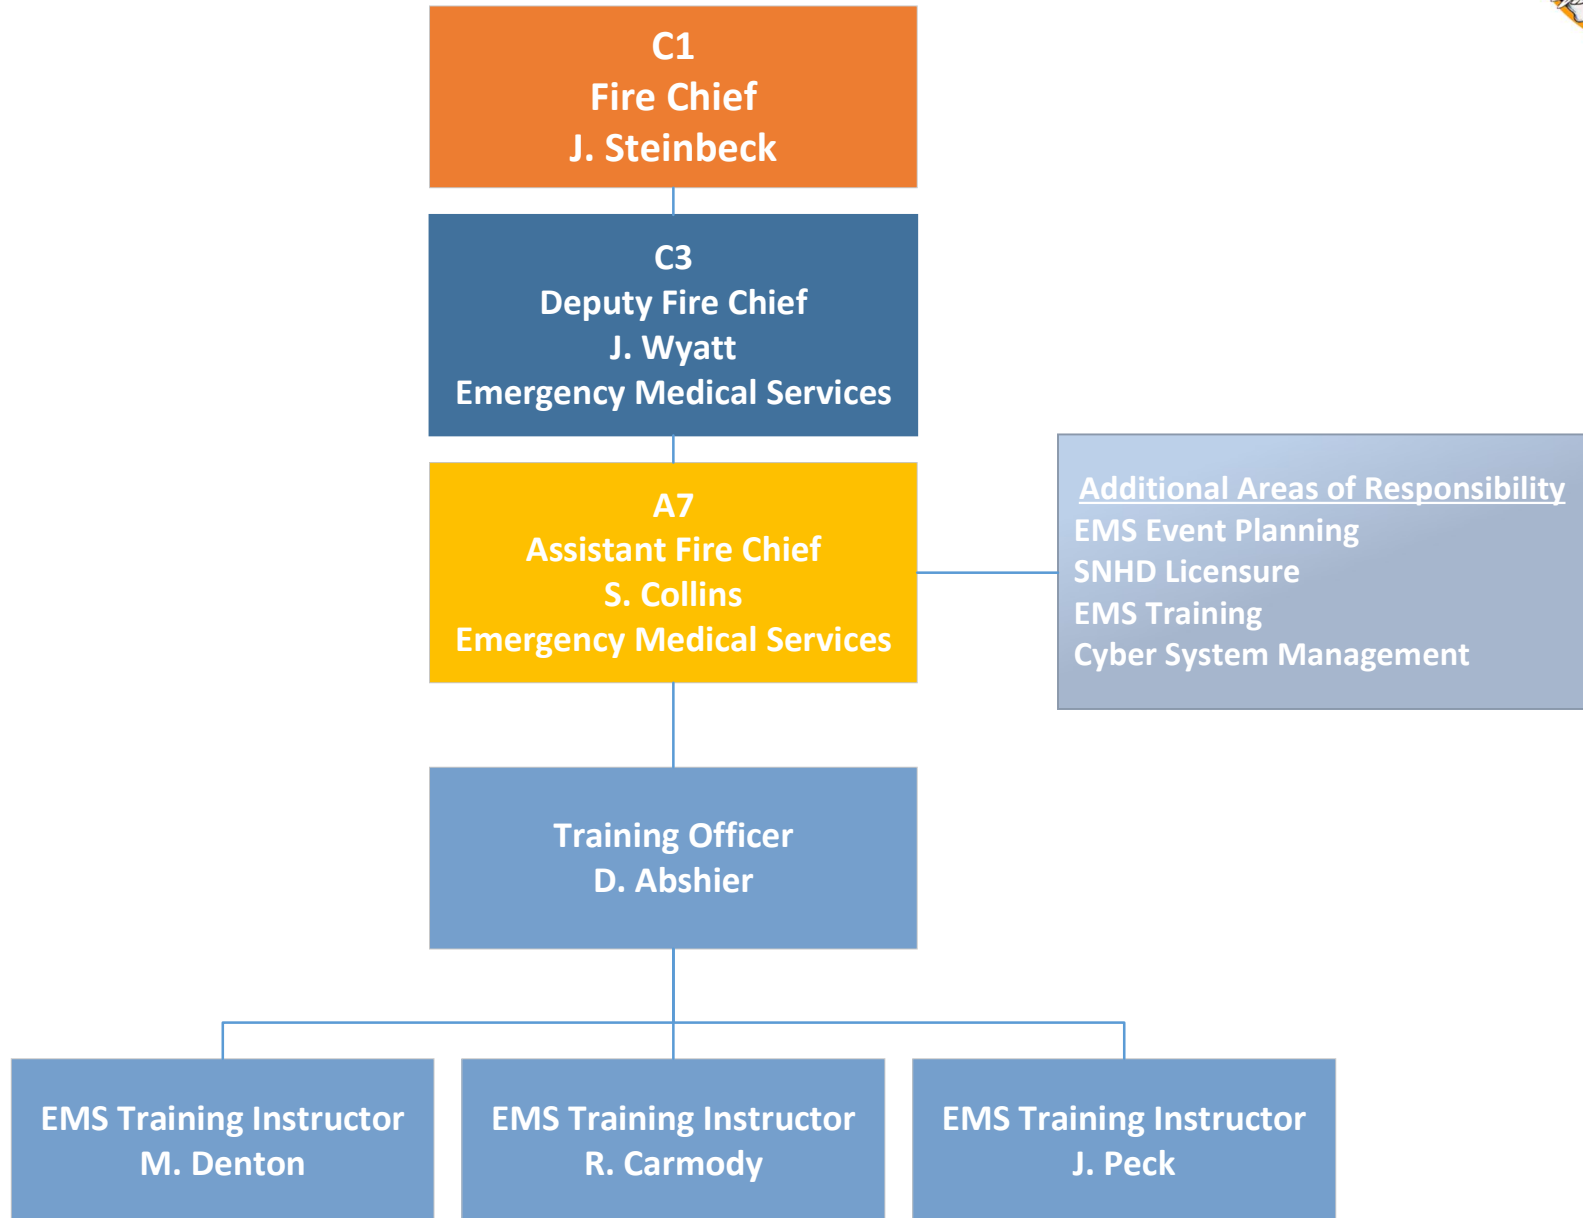 C1
Fire Chief
J. Steinbeck
C3
Deputy Fire Chief
J. Wyatt
Emergency Medical Services
A7
Assistant Fire Chief
S. Collins
Emergency Medical Services
Additional Areas of Responsibility
EMS Event Planning
SNHD Licensure
EMS Training
Cyber System Management
Training Officer
D. Abshier
EMS Training Instructor
M. Denton
EMS Training Instructor
R. Carmody
EMS Training Instructor
J. Peck